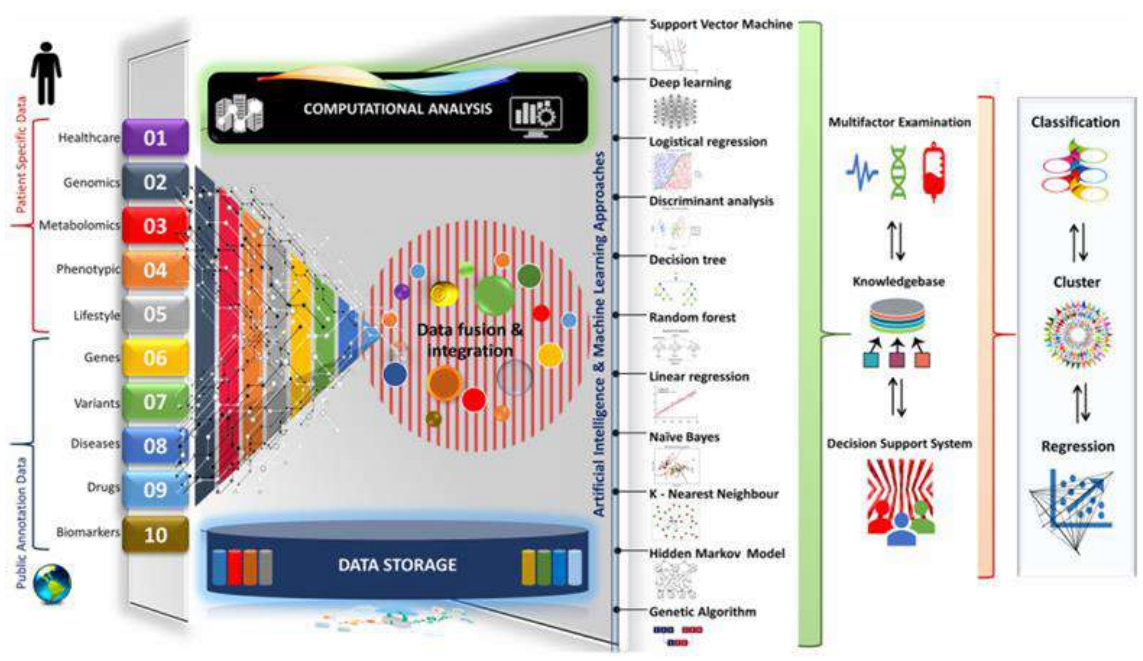 Patient Specific Data
Public Annotation Data
Healthcare
01
Genomics
02
Metabolomics
03
Phenotypic
04
Lifestyle
05
Genes
06
Variants
07
Diseases
08
Drugs
09
Biomarkers
10
COMPUTATIONAL ANALYSIS
Data fusion &
integration
DATA STORAGE
Artificial Intelligence & Machine Learning Approaches
Support Vector Machine
Deep learning
Logistical regression
Discriminant analysis
Decision tree
Random forest
Linear regression
Naïve Bayes
K - Nearest Neighbour
Hidden Markov Model
Genetic Algorithm
Multifactor Examination
Knowledgebase
Decision Support System
Classification
Cluster
Regression